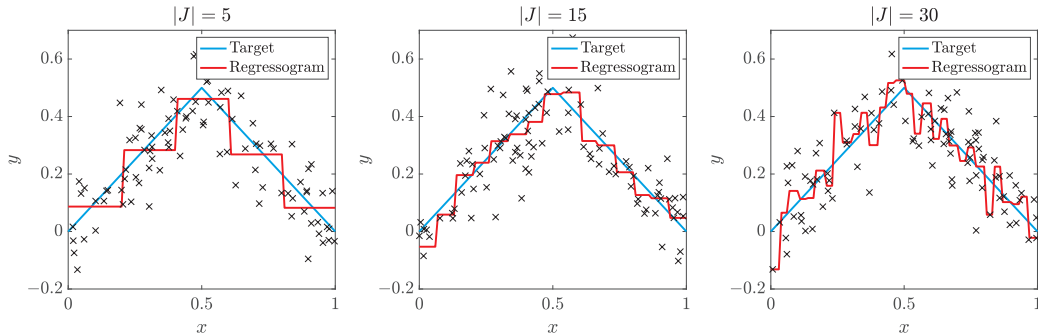 |J| = 5
Target
Regressogram
0.6
0.4
0.2
0
−0.2
y
0 0.5 1
x
|J| = 15
Target
Regressogram
0.6
0.4
0.2
0
−0.2
y
0 0.5 1
x
|J| = 30
Target
Regressogram
0.6
0.4
0.2
0
−0.2
y
0 0.5 1
x